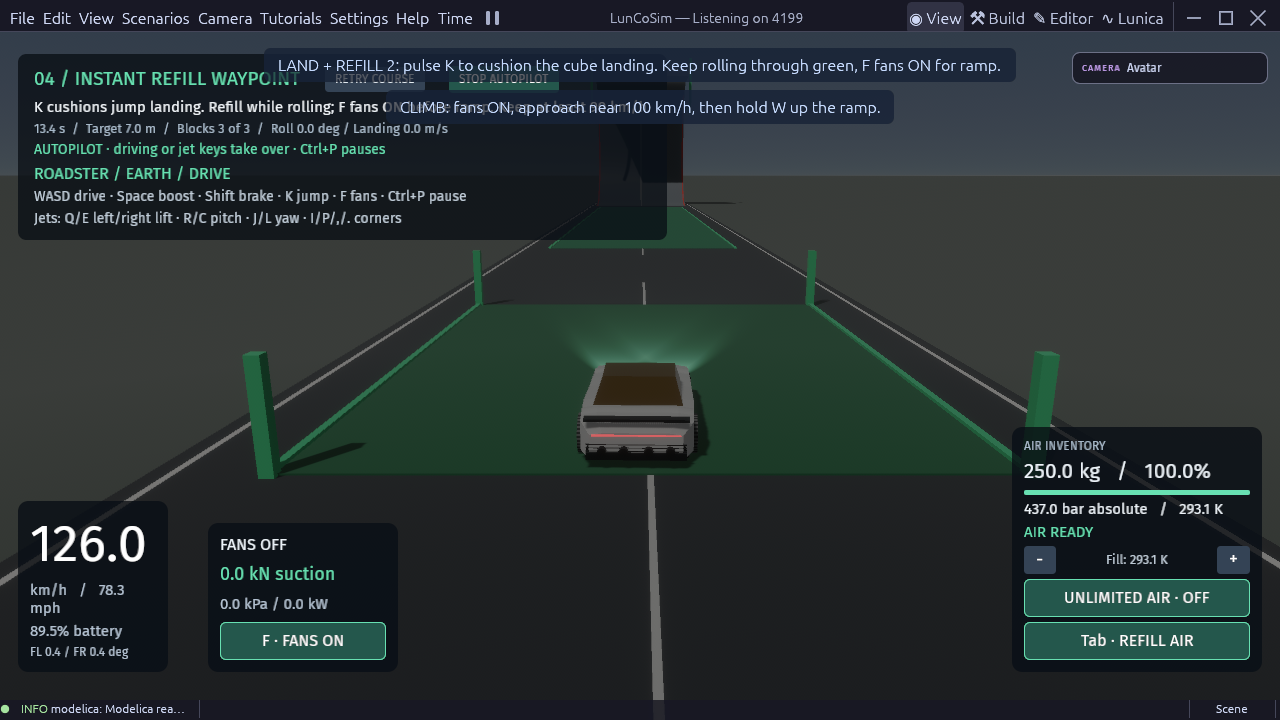 File Edit View Scenarios Camera Tutorials Settings Help Time
LunCoSim — Listening on 4199
View Build Editor Lunica
LAND + REFILL 2: pulse K to cushion the cube landing. Keep rolling through green, F fans ON for ramp.
04 / INSTANT REFILL WAYPOINT
RETRY COURSE
STOP AUTOPILOT
CLIMB: fans ON, approach near 100 km/h, then hold W up the ramp.
K cushions jump landing. Refill while rolling; F fans ON
13.4 s / Target 7.0 m / Blocks 3 of 3 / Roll 0.0 deg / Landing 0.0 m/s
AUTOPILOT · driving or jet keys take over · Ctrl+P pauses
ROADSTER / EARTH / DRIVE
WASD drive · Space boost · Shift brake · K jump · F fans · Ctrl+P pause
Jets: Q/E left/right lift · R/C pitch · J/L yaw · I/P/,/. corners
CAMERA Avatar
126.0
km/h / 78.3
mph
89.5% battery
FL 0.4 / FR 0.4 deg
FANS OFF
0.0 kN suction
0.0 kPa / 0.0 kW
F · FANS ON
AIR INVENTORY
250.0 kg / 100.0%
437.0 bar absolute / 293.1 K
AIR READY
- Fill: 293.1 K +
UNLIMITED AIR · OFF
Tab · REFILL AIR
INFO modelica: Modelica rea...
Scene